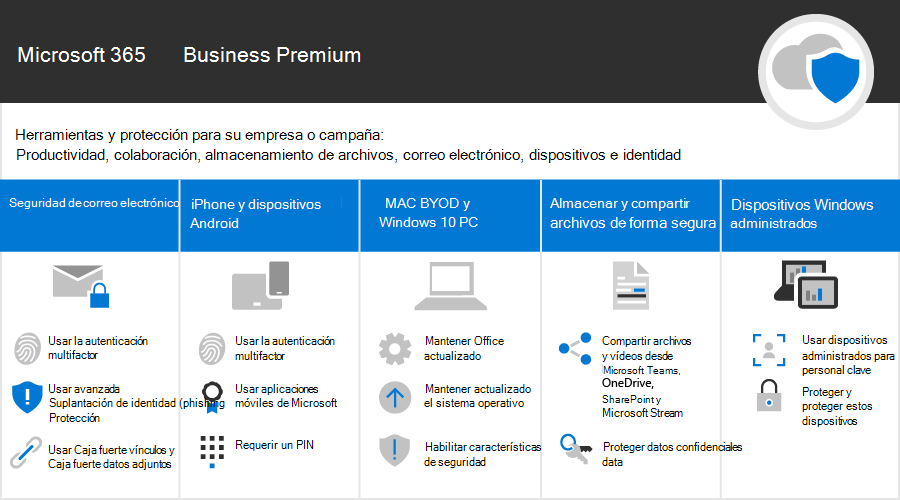 Microsoft 365 Business Premium
Herramientas y protección para su empresa o campaña:
Productividad, colaboración, almacenamiento de archivos, correo electrónico, dispositivos e identidad
Seguridad de correo electrónico
iPhone y dispositivos
Android
MAC BYOD y
Windows 10 PC
Almacenar y compartir
archivos de forma segura
Dispositivos Windows
administrados
Usar la autenticación
multifactor
Usar avanzada
Suplantación de identidad (phishing
Protección
Usar Caja fuerte vínculos y
Caja fuerte datos adjuntos
Usar la autenticación
multifactor
Usar aplicaciones
móviles de Microsoft
Requerir un PIN
Mantener Office
actualizado
Mantener actualizado
el sistema operativo
Habilitar características
de seguridad
Compartir archivos
y vídeos desde
Microsoft Teams,
OneDrive,
SharePoint y
Microsoft Stream
Proteger datos confidenciales
data
Usar dispositivos
administrados para
personal clave
Proteger y
proteger estos
dispositivos